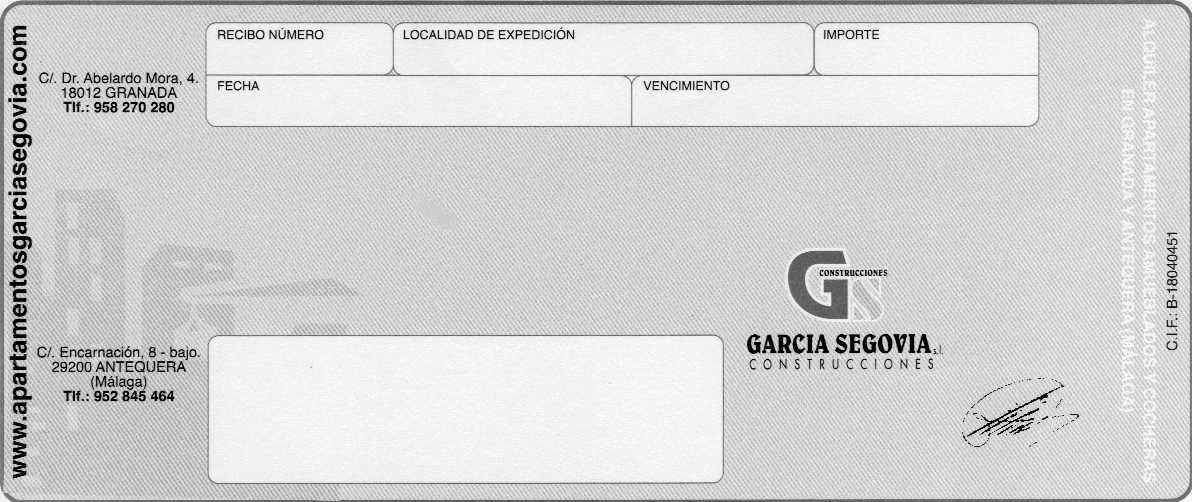 www.apartamentosgarciasegovia.com
C/. Dr. Abelardo Mora, 4.
18012 GRANADA
Tlf.: 958 270 280
RECIBO NÚMERO
LOCALIDAD DE EXPEDICIÓN
IMPORTE
FECHA
VENCIMIENTO
C/. Encarnación, 8 - bajo.
29200 ANTEQUERA
(Málaga)
Tlf.: 952 845 464
GS
CONSTRUCCIONES
GARCIA SEGOVIA s.l.
CONSTRUCCIONES
ALQUILER APARTAMENTOS AMUEBLADOS Y COCHERAS
EN GRANADA Y ANTEQUERA (MÁLAGA)
C.I.F.: B-18040451